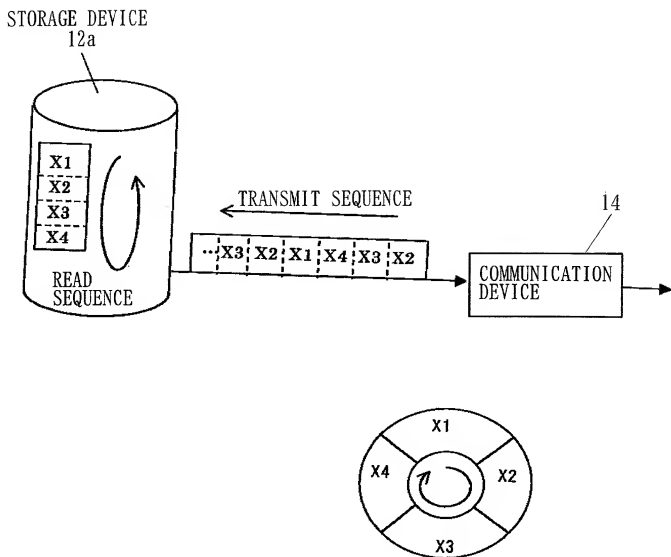 STORAGE DEVICE
12a
X1
X2
X3
X4
READ
SEQUENCE
TRANSMIT SEQUENCE
...X3 X2 X1 X4 X3 X2
14
COMMUNICATION
DEVICE
X1
X4
X2
X3